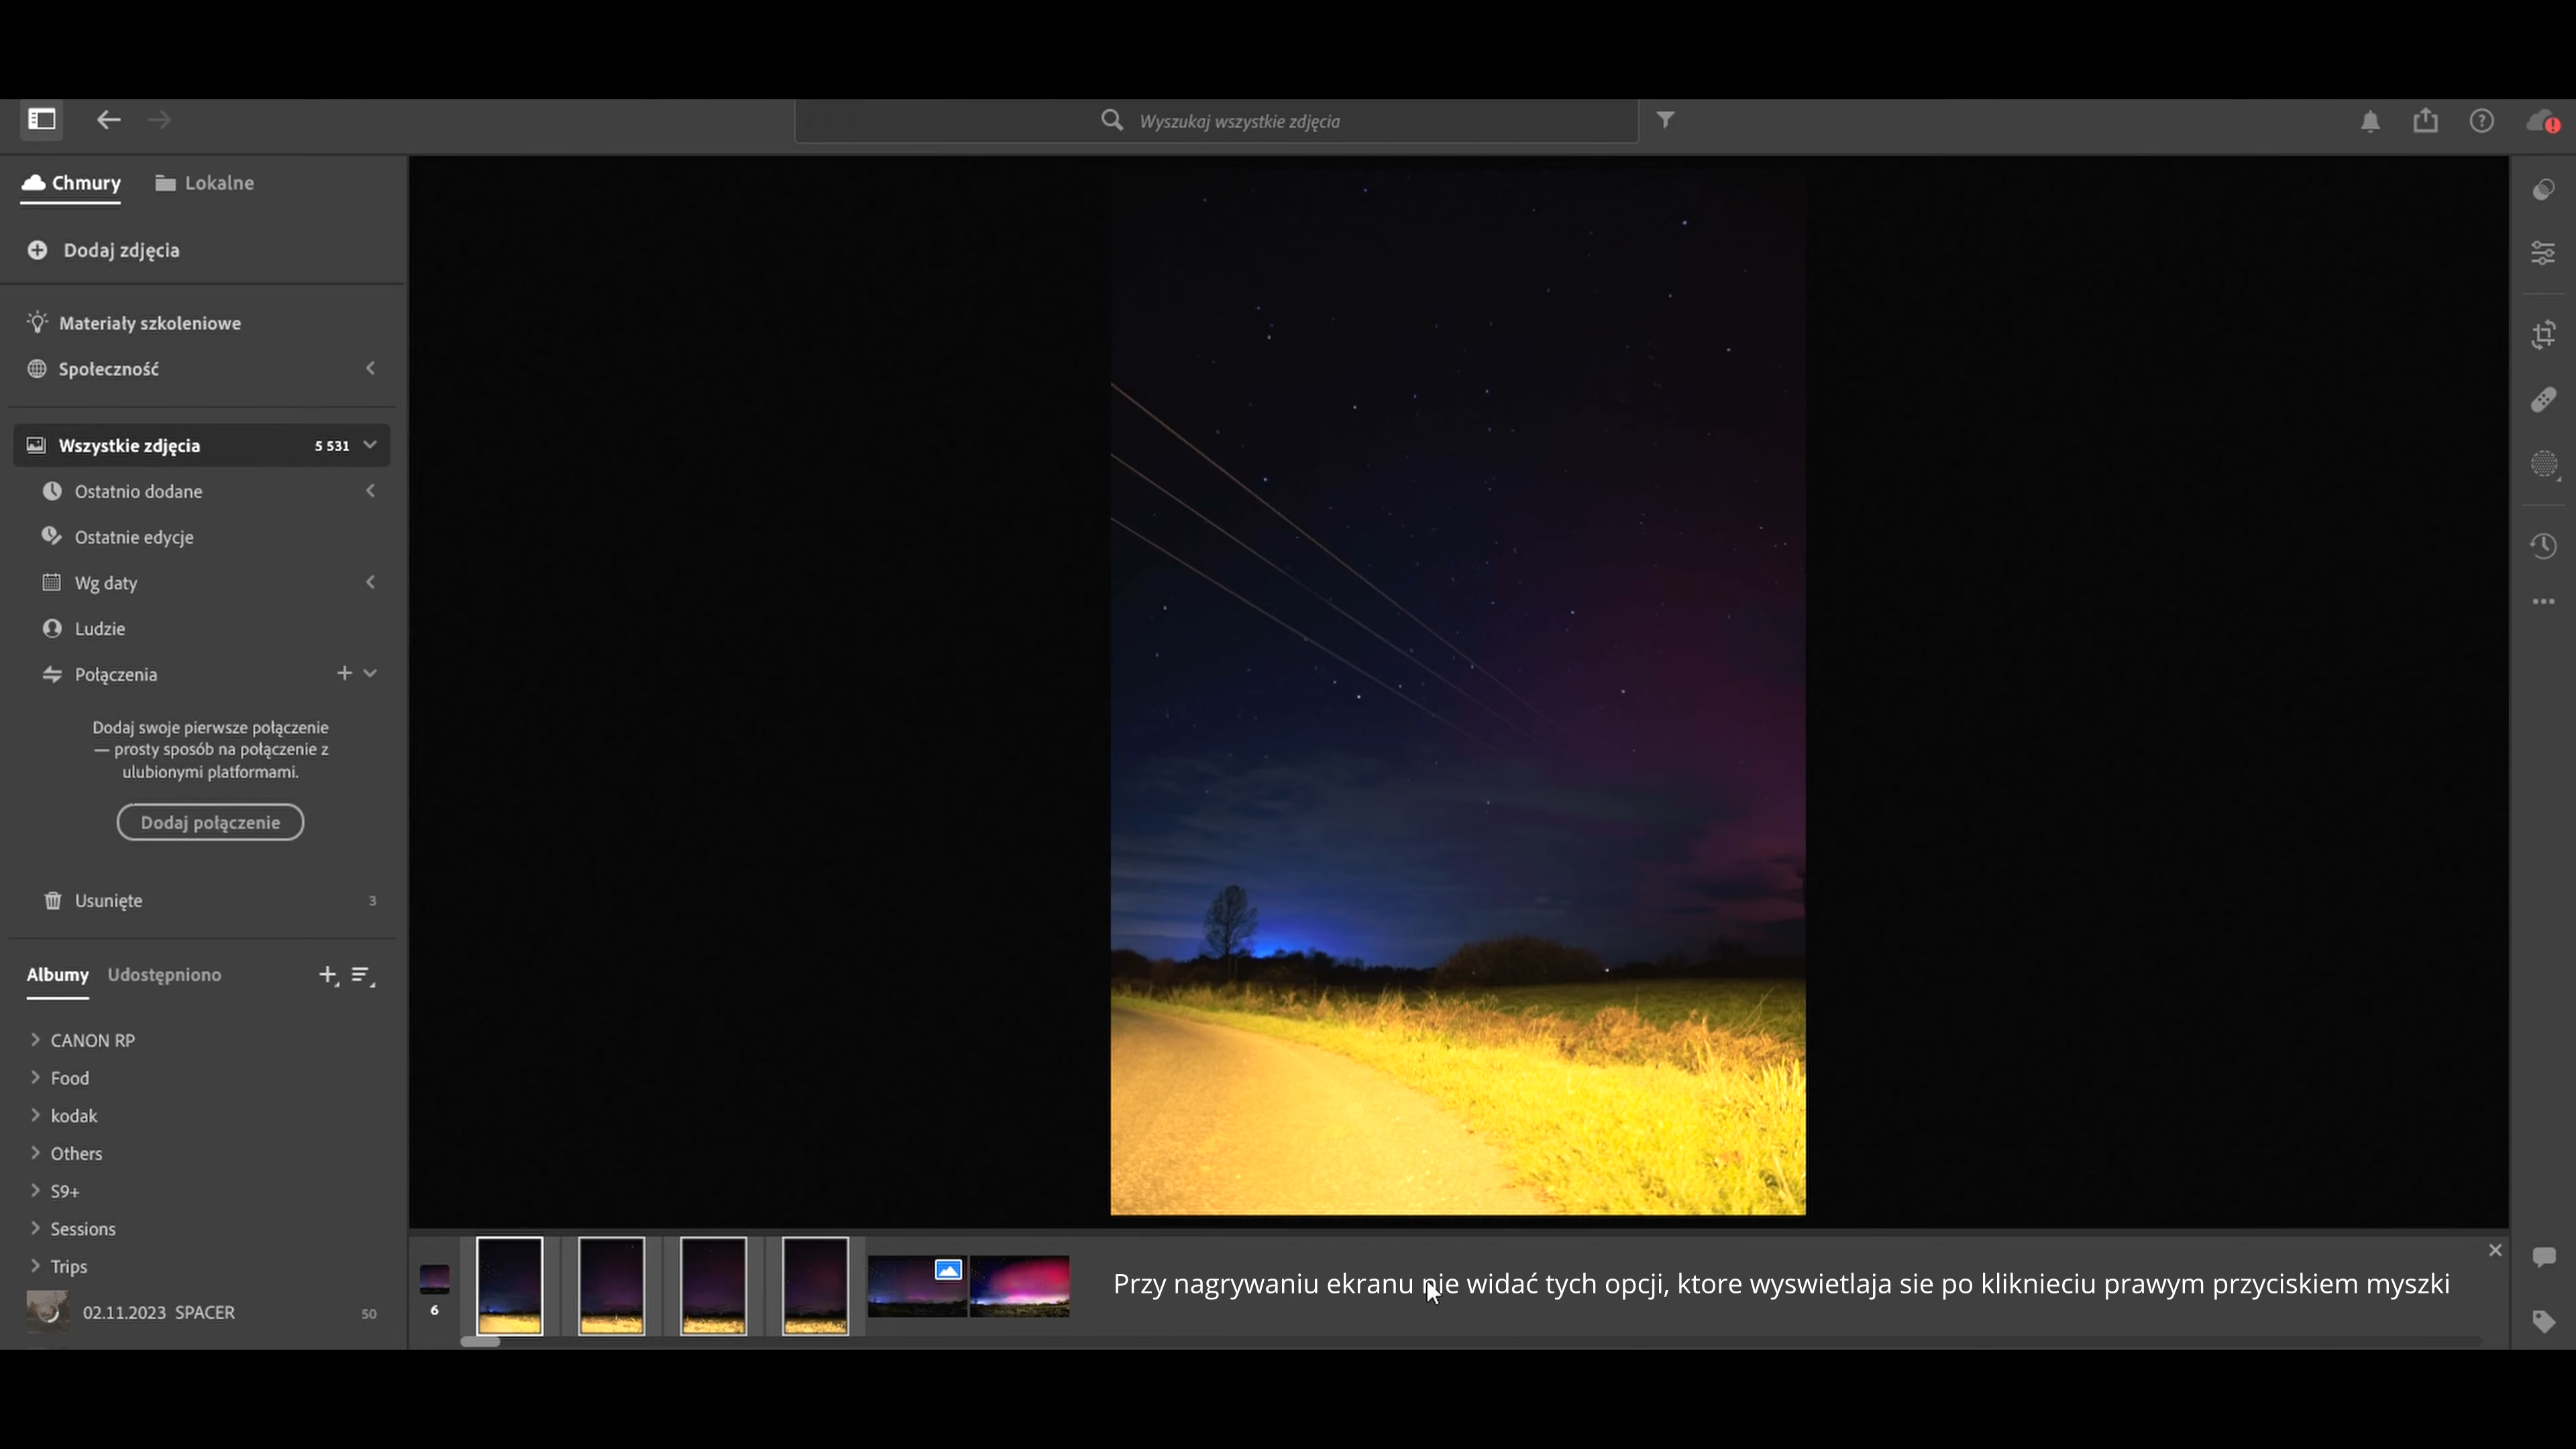 Wyszukaj wszystkie zdjęcia
Chmury
Lokalne
Dodaj zdjęcia
Materiały szkoleniowe
Społeczność
Wszystkie zdjęcia 5 531
Ostatnio dodane
Ostatnie edycje
Wg daty
Ludzie
Połączenia
Dodaj swoje pierwsze połączenie
— prosty sposób na połączenie z
ulubionymi platformami.
Dodaj połączenie
Usunięte 3
Albumy Udostępniono
CANON RP
Food
kodak
Others
S9+
Sessions
Trips
02.11.2023 SPACER 50
6
Przy nagrywaniu ekranu nie widać tych opcji, ktore wyswietlaja sie po kliknieciu prawym przyciskiem myszki